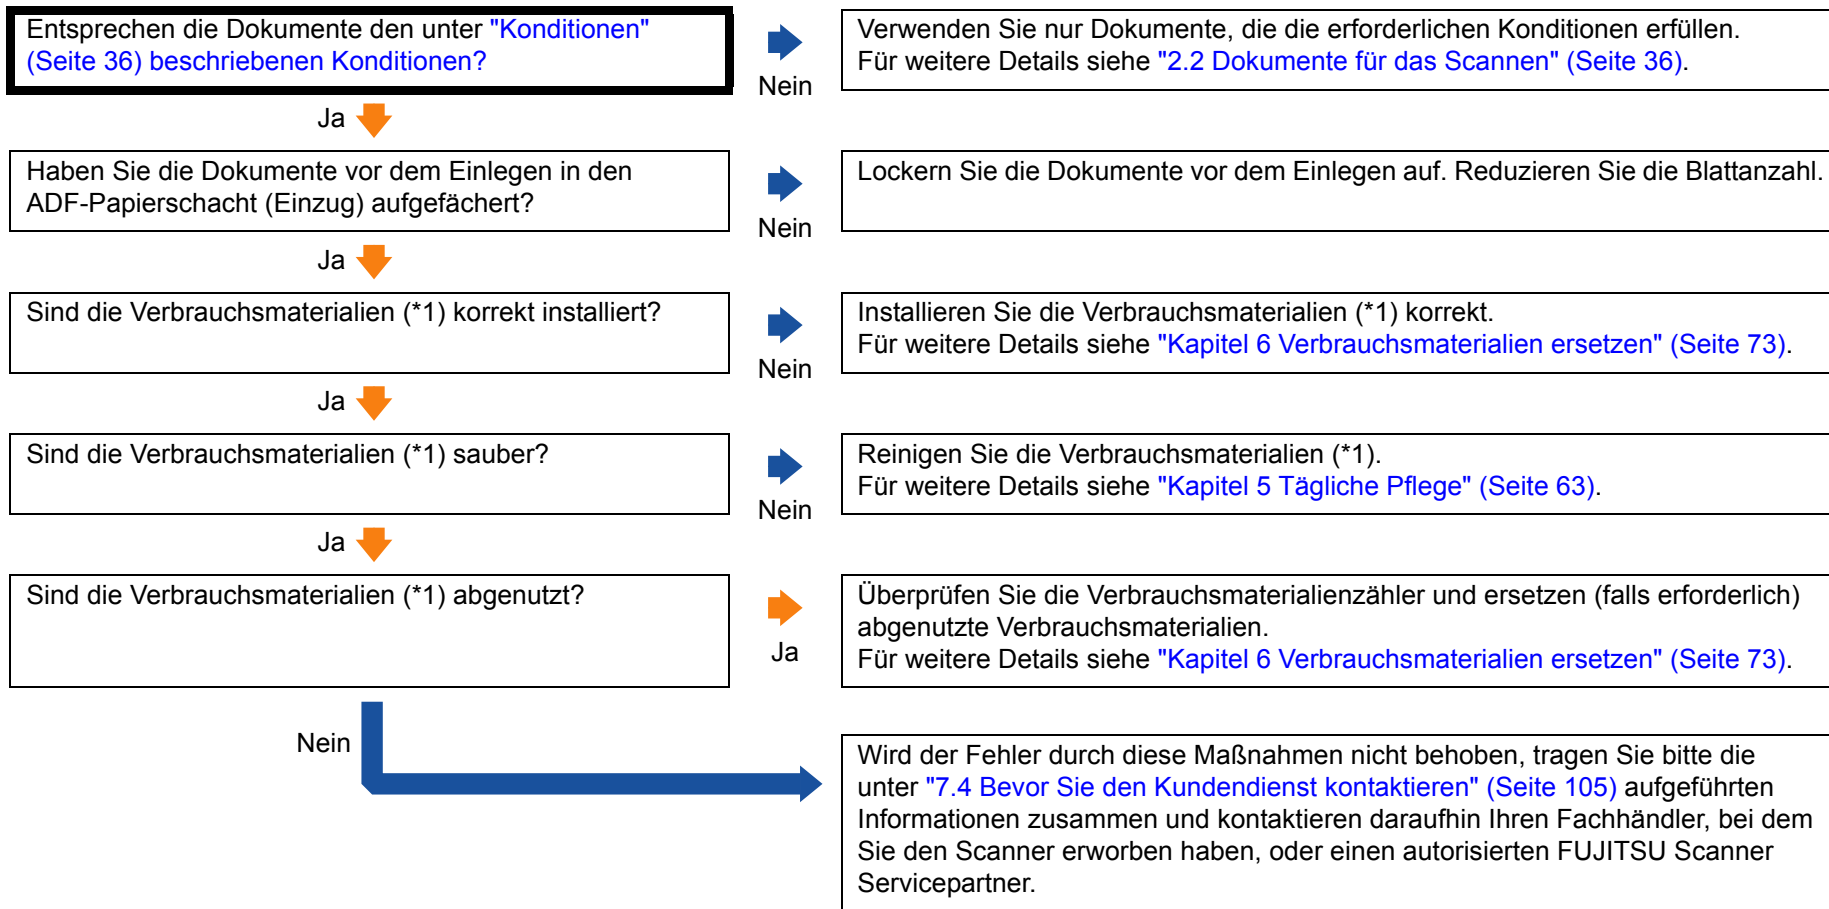 Entsprechen die Dokumente den unter "Konditionen"
(Seite 36) beschriebenen Konditionen?
Nein
Verwenden Sie nur Dokumente, die die erforderlichen Konditionen erfüllen.
Für weitere Details siehe "2.2 Dokumente für das Scannen" (Seite 36).
Ja
Haben Sie die Dokumente vor dem Einlegen in den
ADF-Papierschacht (Einzug) aufgefächert?
Nein
Lockern Sie die Dokumente vor dem Einlegen auf. Reduzieren Sie die Blattanzahl.
Ja
Sind die Verbrauchsmaterialien (*1) korrekt installiert?
Nein
Installieren Sie die Verbrauchsmaterialien (*1) korrekt.
Für weitere Details siehe "Kapitel 6 Verbrauchsmaterialien ersetzen" (Seite 73).
Ja
Sind die Verbrauchsmaterialien (*1) sauber?
Nein
Reinigen Sie die Verbrauchsmaterialien (*1).
Für weitere Details siehe "Kapitel 5 Tägliche Pflege" (Seite 63).
Ja
Sind die Verbrauchsmaterialien (*1) abgenutzt?
Ja
Überprüfen Sie die Verbrauchsmaterialienzähler und ersetzen (falls erforderlich)
abgenutzte Verbrauchsmaterialien.
Für weitere Details siehe "Kapitel 6 Verbrauchsmaterialien ersetzen" (Seite 73).
Nein
Wird der Fehler durch diese Maßnahmen nicht behoben, tragen Sie bitte die
unter "7.4 Bevor Sie den Kundendienst kontaktieren" (Seite 105) aufgeführten
Informationen zusammen und kontaktieren daraufhin Ihren Fachhändler, bei dem
Sie den Scanner erworben haben, oder einen autorisierten FUJITSU Scanner
Servicepartner.